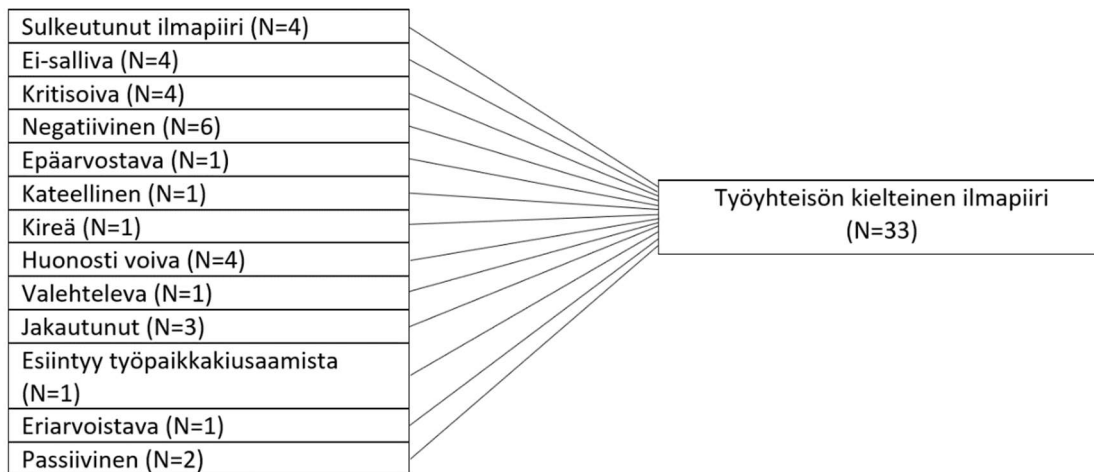 Sulkeutunut ilmapiiri (N=4)
Ei-salliva (N=4)
Kritisoiva (N=4)
Negatiivinen (N=6)
Epäarvostava (N=1)
Kateellinen (N=1)
Kireä (N=1)
Huonosti voiva (N=4)
Valehteleva (N=1)
Jakautunut (N=3)
Esiintyy työpaikkakiusaamista
(N=1)
Eriarvoistava (N=1)
Passiivinen (N=2)
Työyhteisön kielteinen ilmapiiri
(N=33)